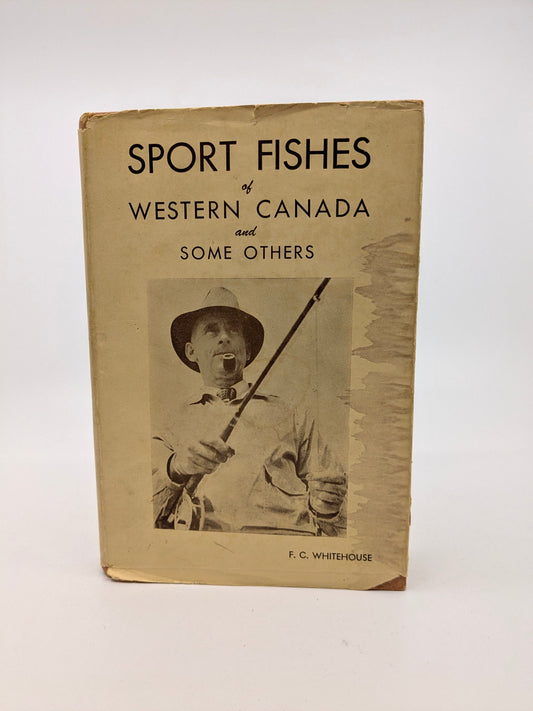 SPORT FISHES
of
WESTERN CANADA
and
SOME OTHERS
F. C. WHITEHOUSE